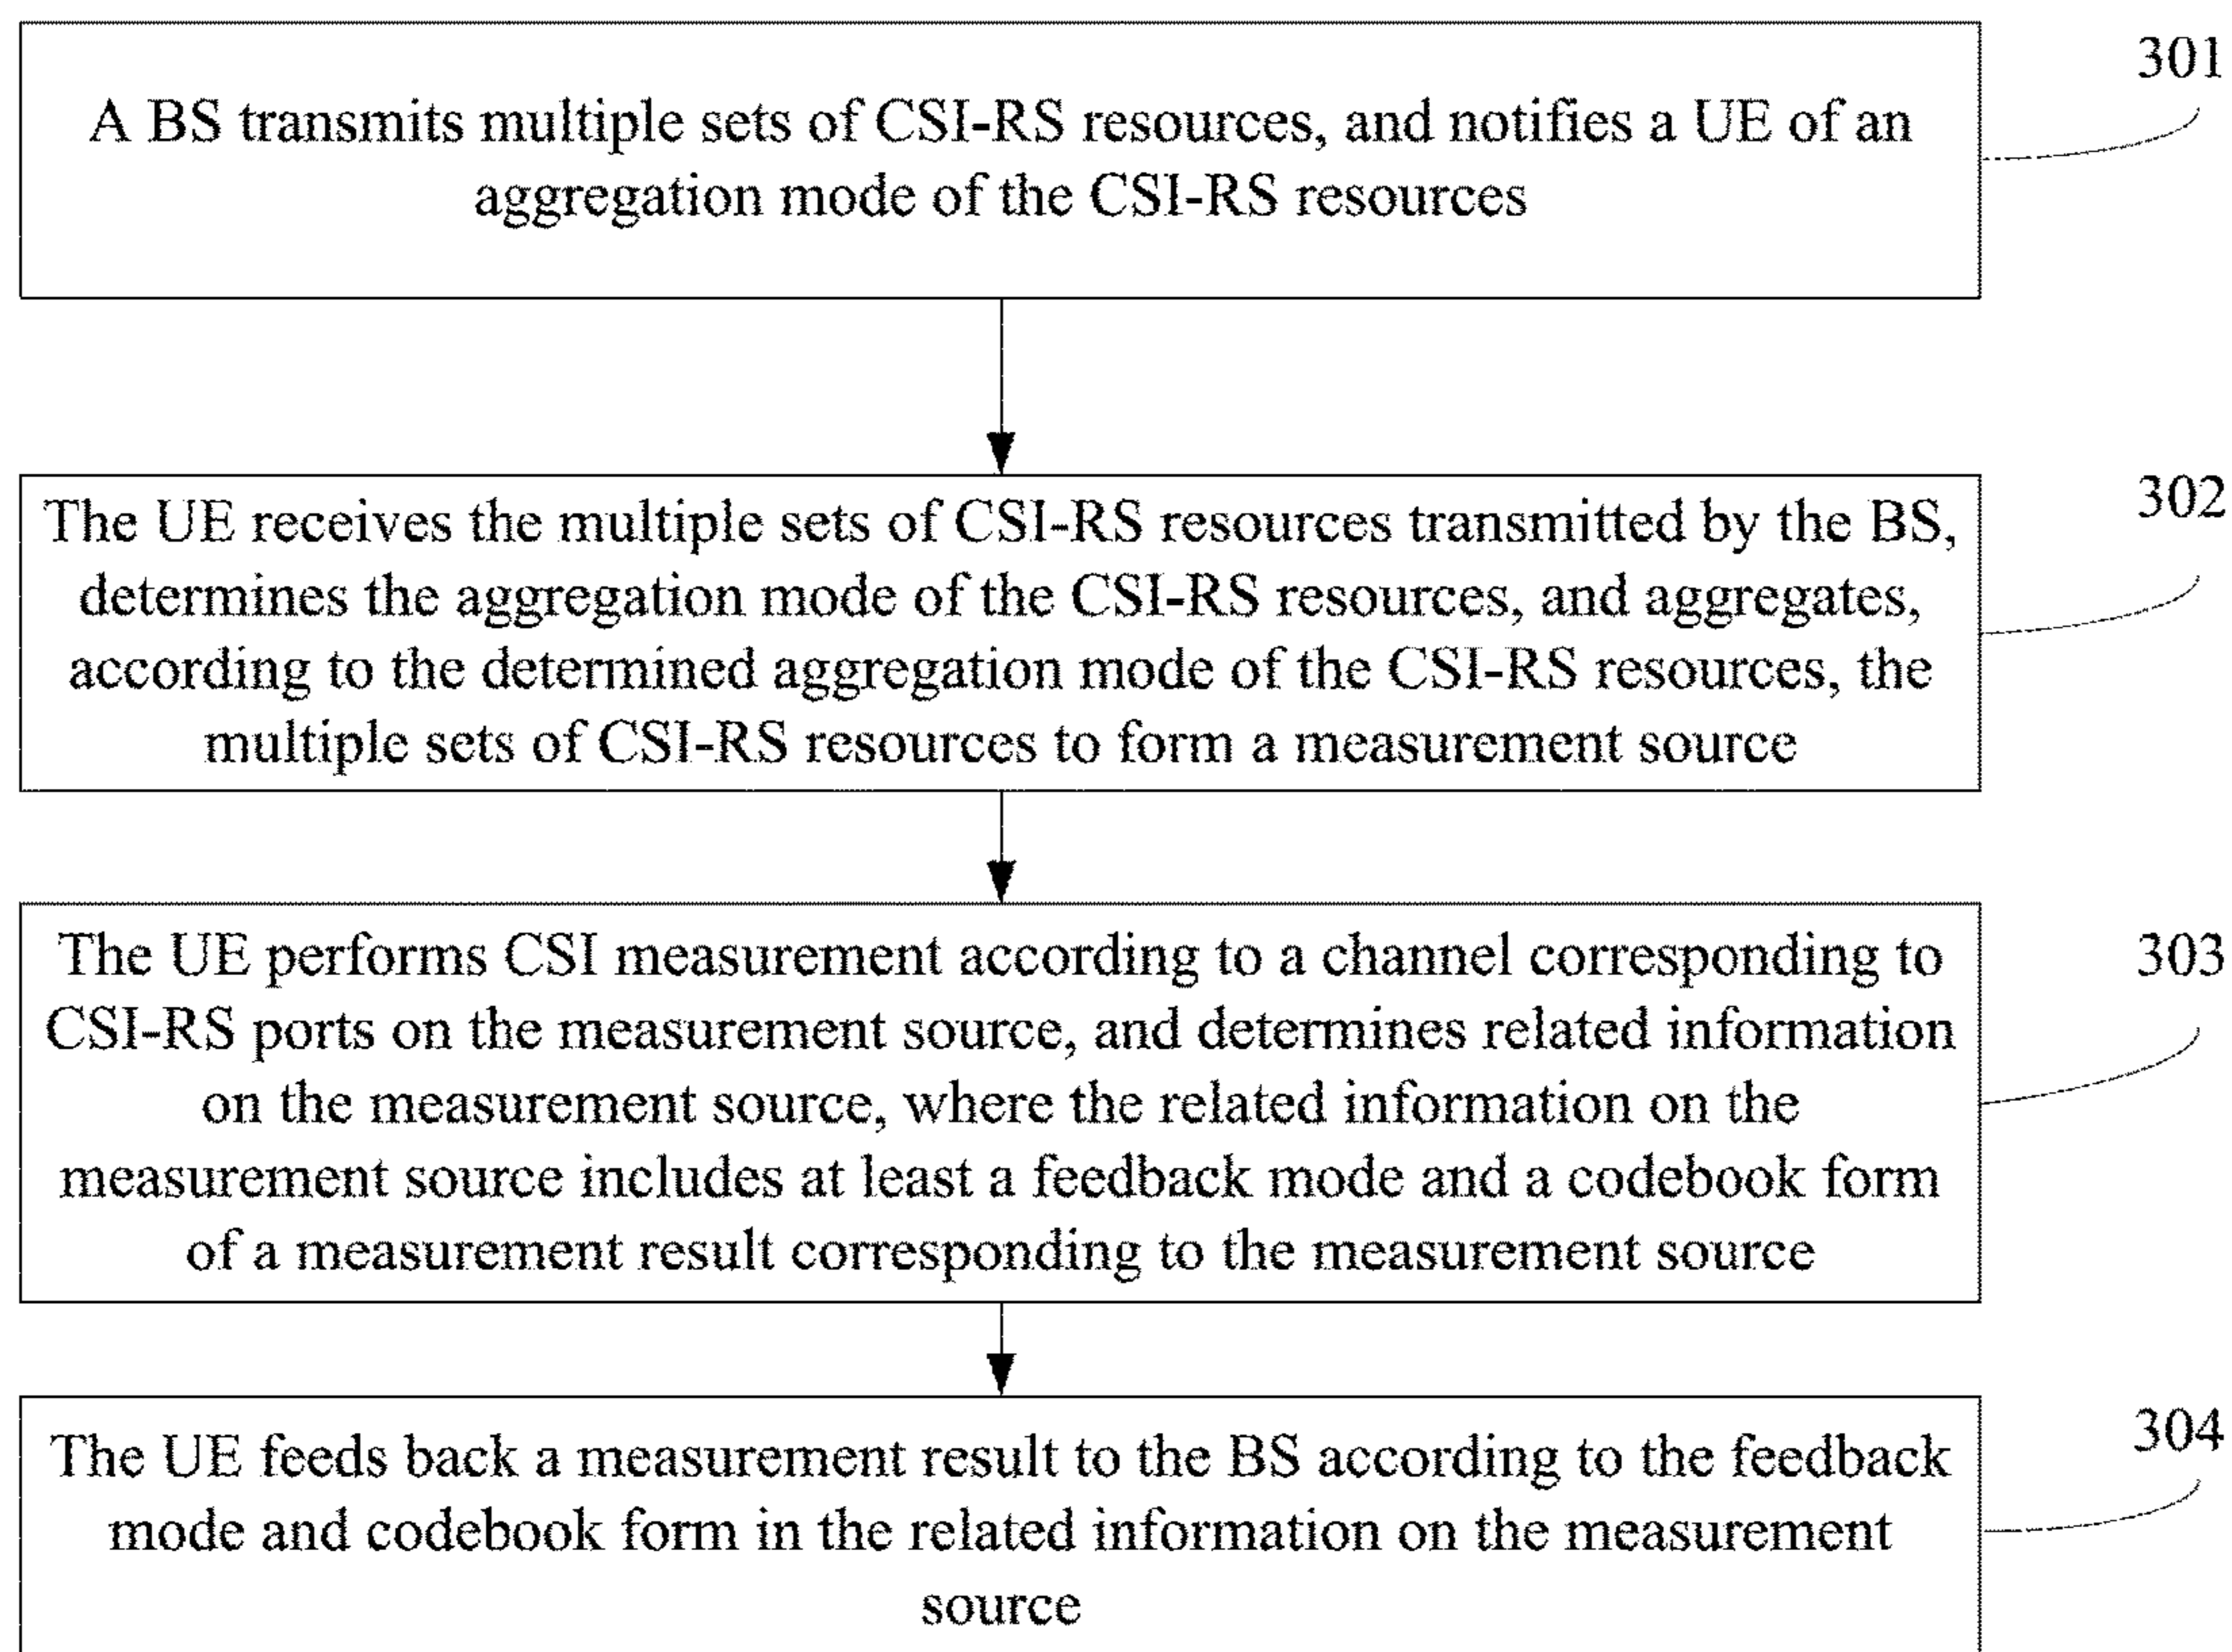 A BS transmits multiple sets of CSI-RS resources, and notifies a UE of an
aggregation mode of the CSI-RS resources
301
The UE receives the multiple sets of CSI-RS resources transmitted by the BS,
determines the aggregation mode of the CSI-RS resources, and aggregates,
according to the determined aggregation mode of the CSI-RS resources, the
multiple sets of CSI-RS resources to form a measurement source
302
The UE performs CSI measurement according to a channel corresponding to
CSI-RS ports on the measurement source, and determines related information
on the measurement source, where the related information on the
measurement source includes at least a feedback mode and a codebook form
of a measurement result corresponding to the measurement source
303
The UE feeds back a measurement result to the BS according to the feedback
mode and codebook form in the related information on the measurement
source
304